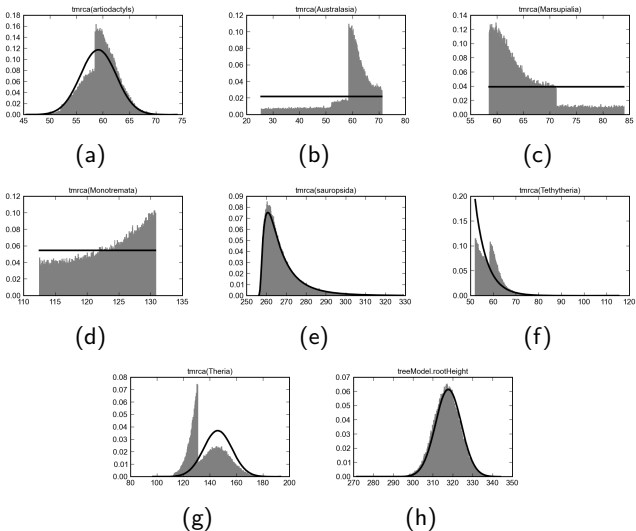 tmrca(artiodactyls)
0.18
0.16
0.14
0.12
0.10
0.08
0.06
0.04
0.02
0.00
45 50 55 60 65 70 75
(a)
tmrca(Australasia)
0.12
0.10
0.08
0.06
0.04
0.02
0.00
20 30 40 50 60 70 80
(b)
tmrca(Marsupialia)
0.14
0.12
0.10
0.08
0.06
0.04
0.02
0.00
55 60 65 70 75 80 85
(c)
tmrca(Monotremata)
0.10
0.08
0.06
0.04
0.02
0.00
110 115 120 125 130 135
(d)
tmrca(sauropsida)
0.09
0.08
0.07
0.06
0.05
0.04
0.03
0.02
0.01
0.00
250 260 270 280 290 300 310 320 330
(e)
tmrca(Tethytheria)
0.20
0.15
0.10
0.05
0.00
50 60 70 80 90 100 110 120
(f)
tmrca(Theria)
0.08
0.07
0.06
0.05
0.04
0.03
0.02
0.01
0.00
80 100 120 140 160 180 200
(g)
treeModel.rootHeight
0.07
0.06
0.05
0.04
0.03
0.02
0.01
0.00
270 280 290 300 310 320 330 340 350
(h)